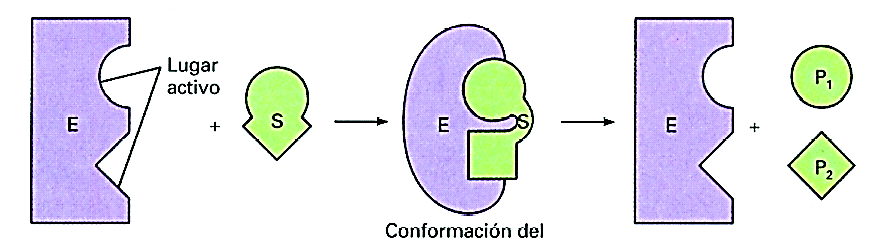 Lugar
activo
E
+
S
E
S
E
+
P1
P2
Conformación del